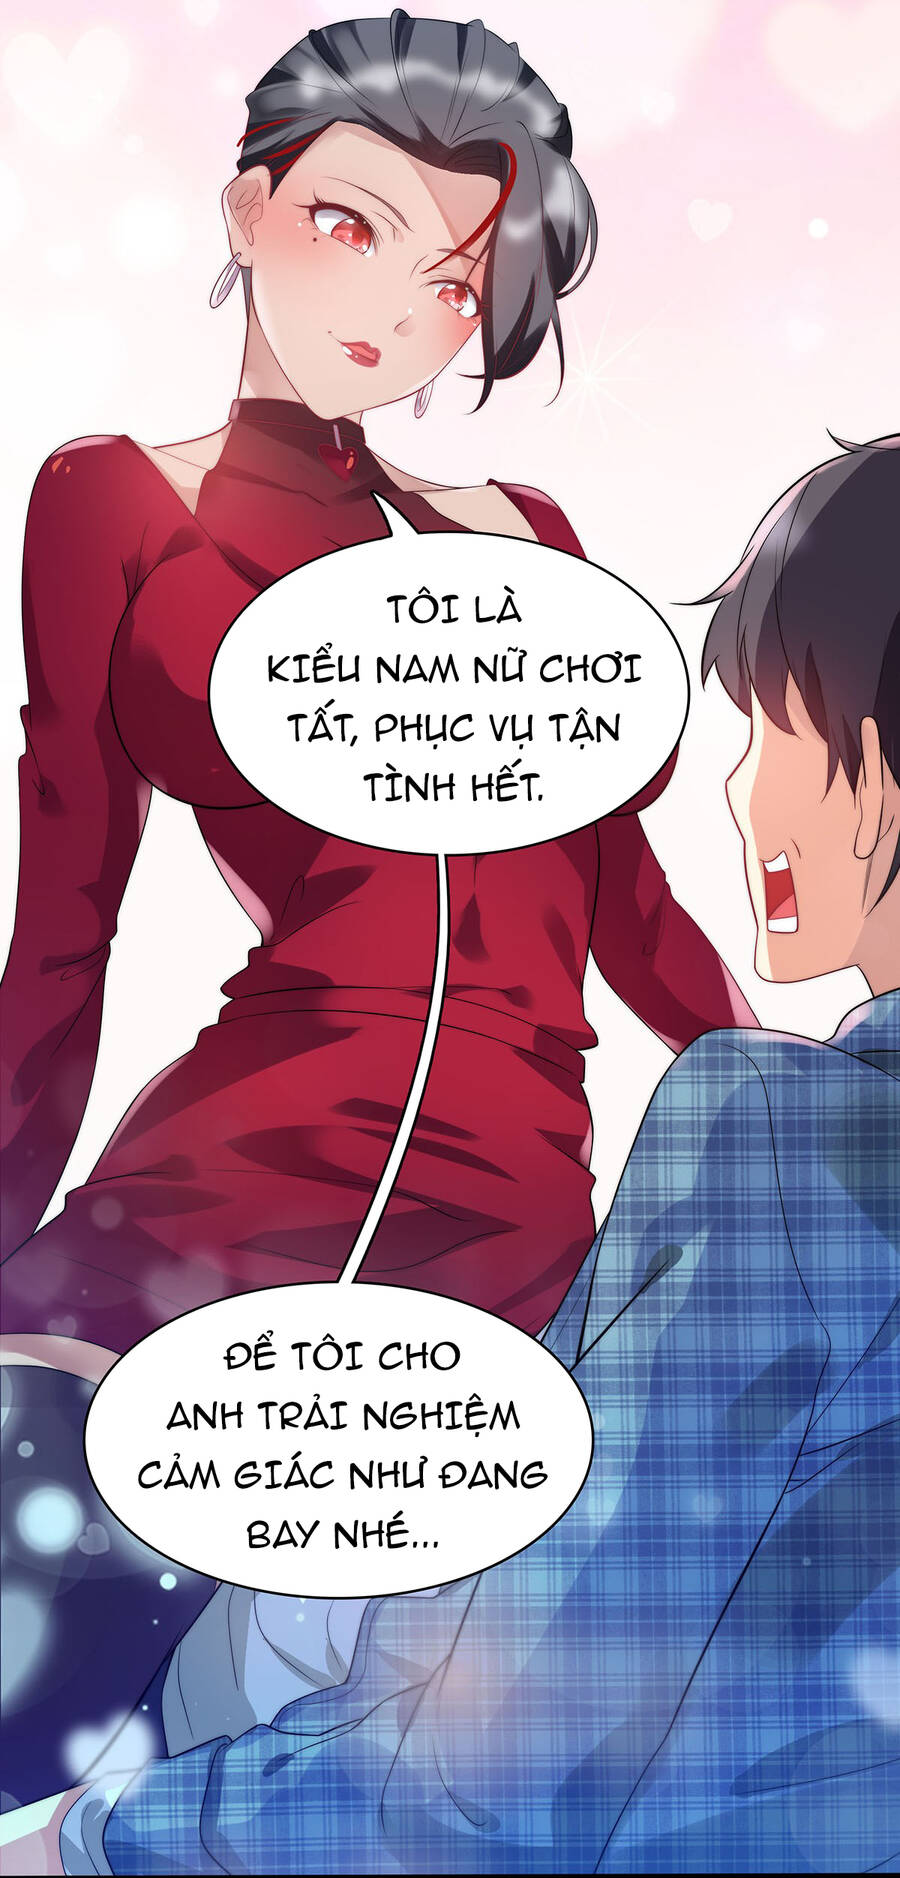 TÔI LÀ
KIỂU NAM NỮ CHƠI
TẤT, PHỤC VỤ TẬN
TÌNH HẾT.
ĐỂ TÔI CHO
ANH TRẢI NGHIỆM
CẢM GIÁC NHƯ ĐANG
BAY NHÉ...